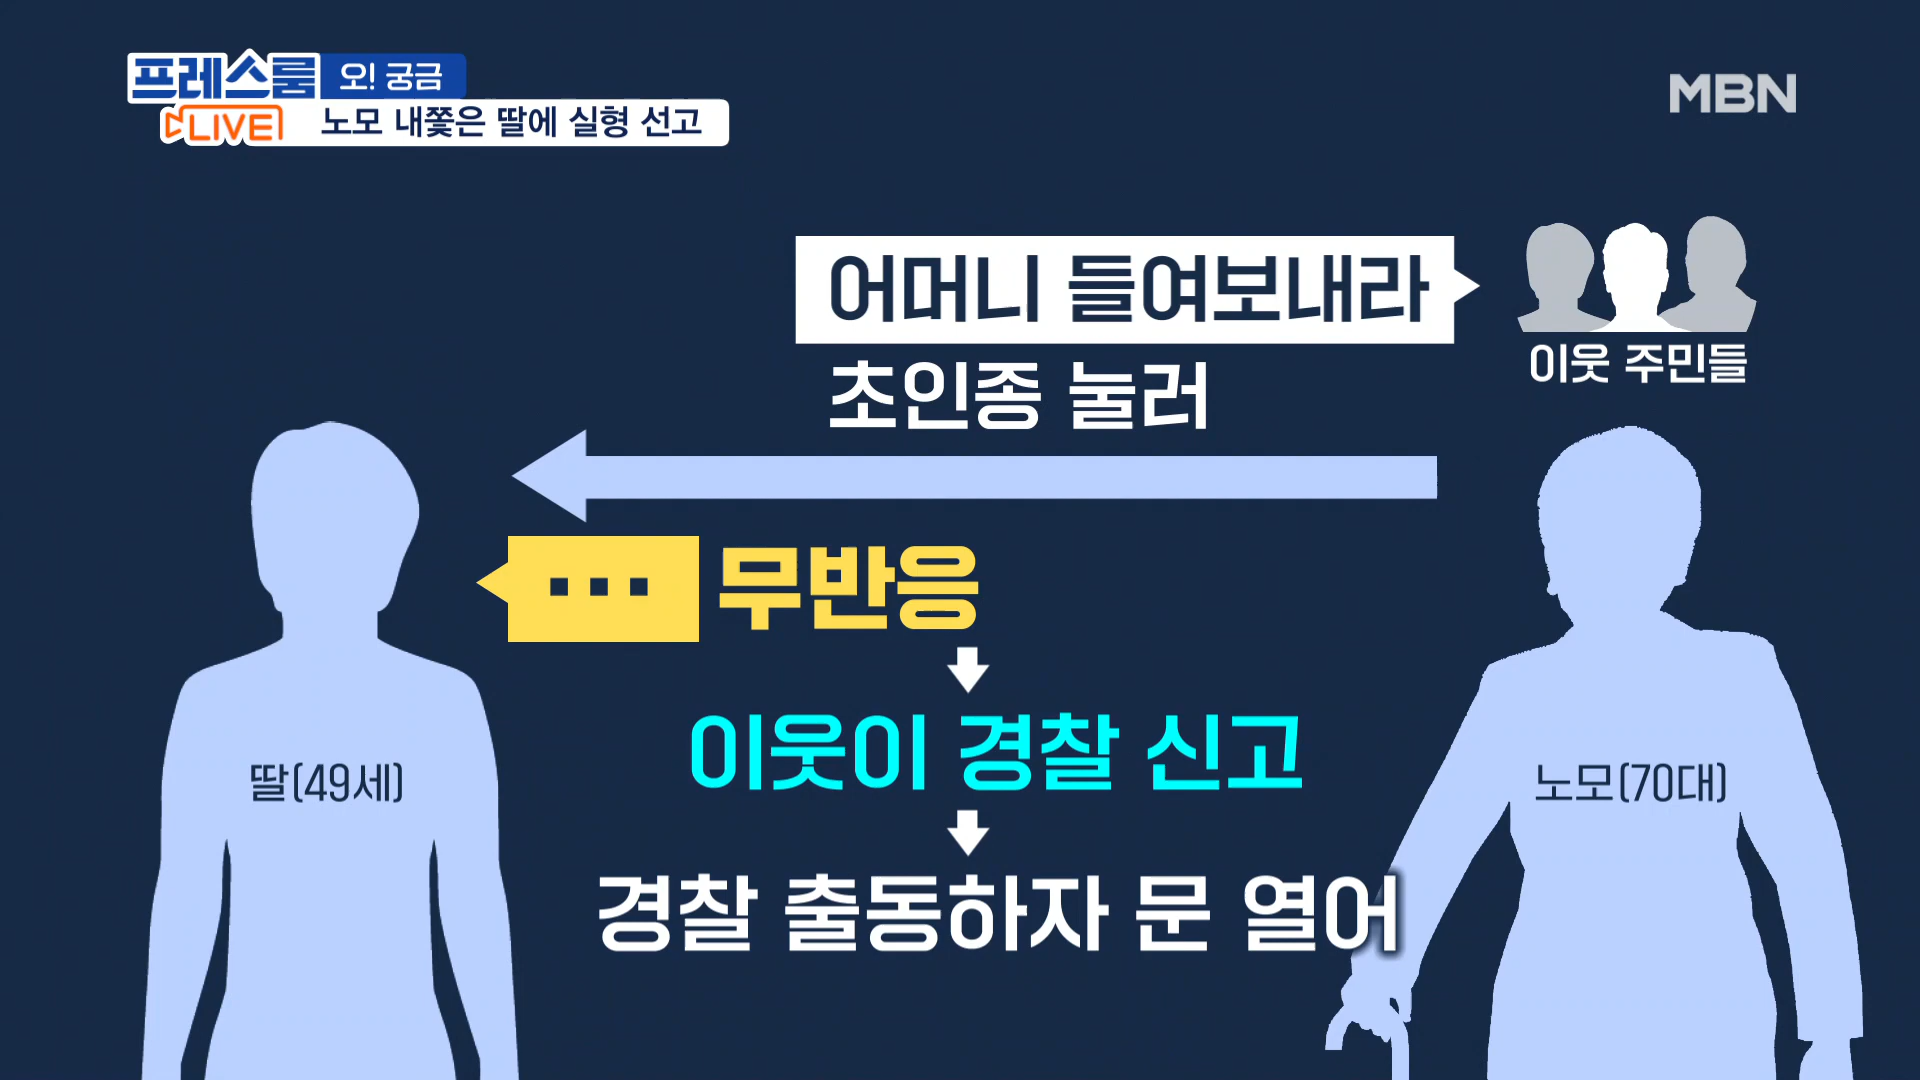 프레스룸 오! 궁금
LIVE 노모 내쫓은 딸에 실형 선고
MBN
어머니 들여보내라
초인종 눌러
이웃 주민들
... 무반응
이웃이 경찰 신고
경찰 출동하자 문 열어
딸(49세)
노모(70대)